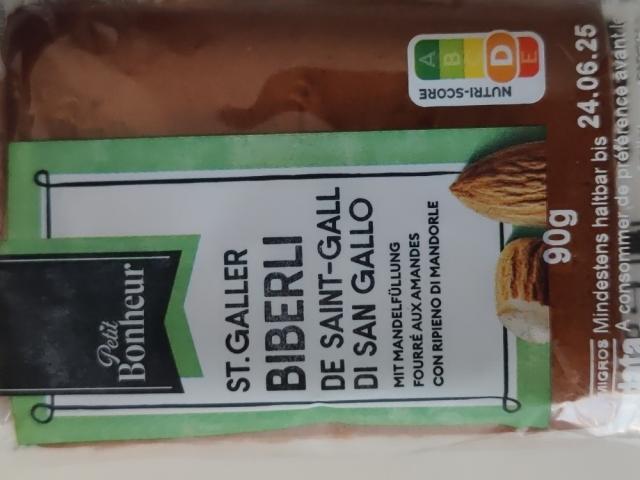 Petit
Bonheur
ST.GALLER
BIBERLI
DE SAINT-GALL
DI SAN GALLO
MIT MANDELFÜLLUNG
FOURRÉ AUX AMANDES
CON RIPIENO DI MANDORLE
90g
A B C D E
NUTRI-SCORE
MIGROS Mindestens haltbar bis 24.06.25
A consommer de préférence avant le